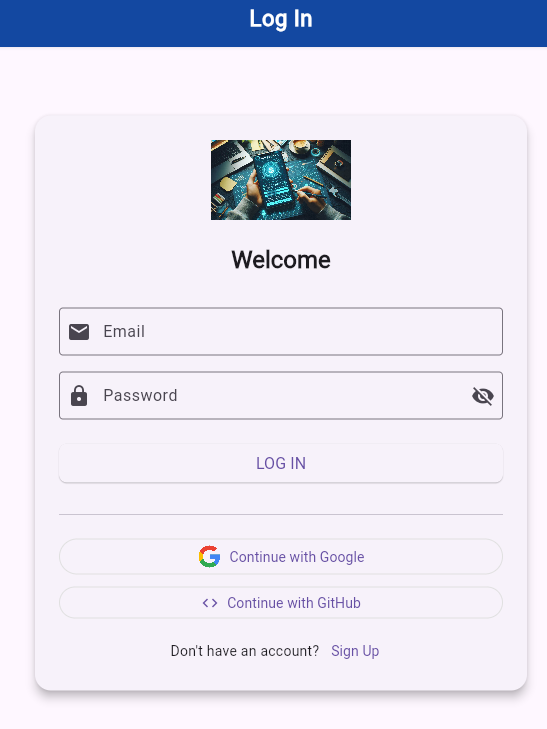 Log In
Welcome
Email
Password
LOG IN
Continue with Google
Continue with GitHub
Don't have an account? Sign Up